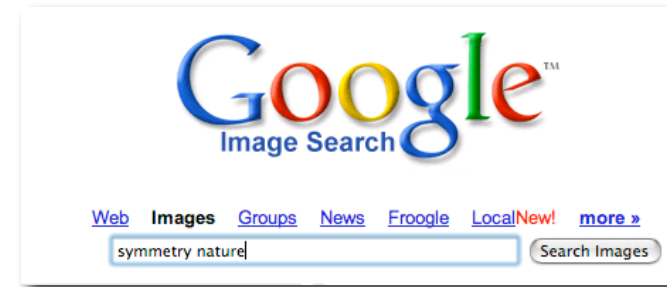 Google™
Image Search
Web Images Groups News Froogle LocalNew! more »
symmetry nature Search Images